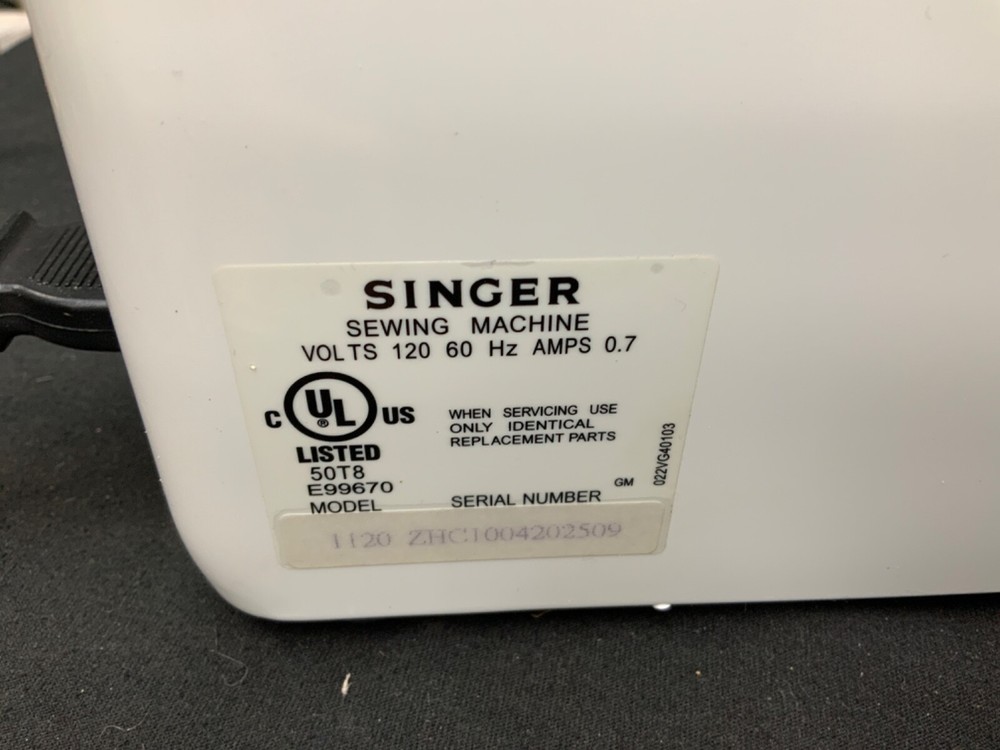 SINGER
SEWING MACHINE
VOLTS 120 60 Hz AMPS 0.7
C UL ® US
LISTED
50T8
E99670
WHEN SERVICING USE
ONLY IDENTICAL
REPLACEMENT PARTS
022VG40103
GM
MODEL SERIAL NUMBER
1120 ZHC1004202509